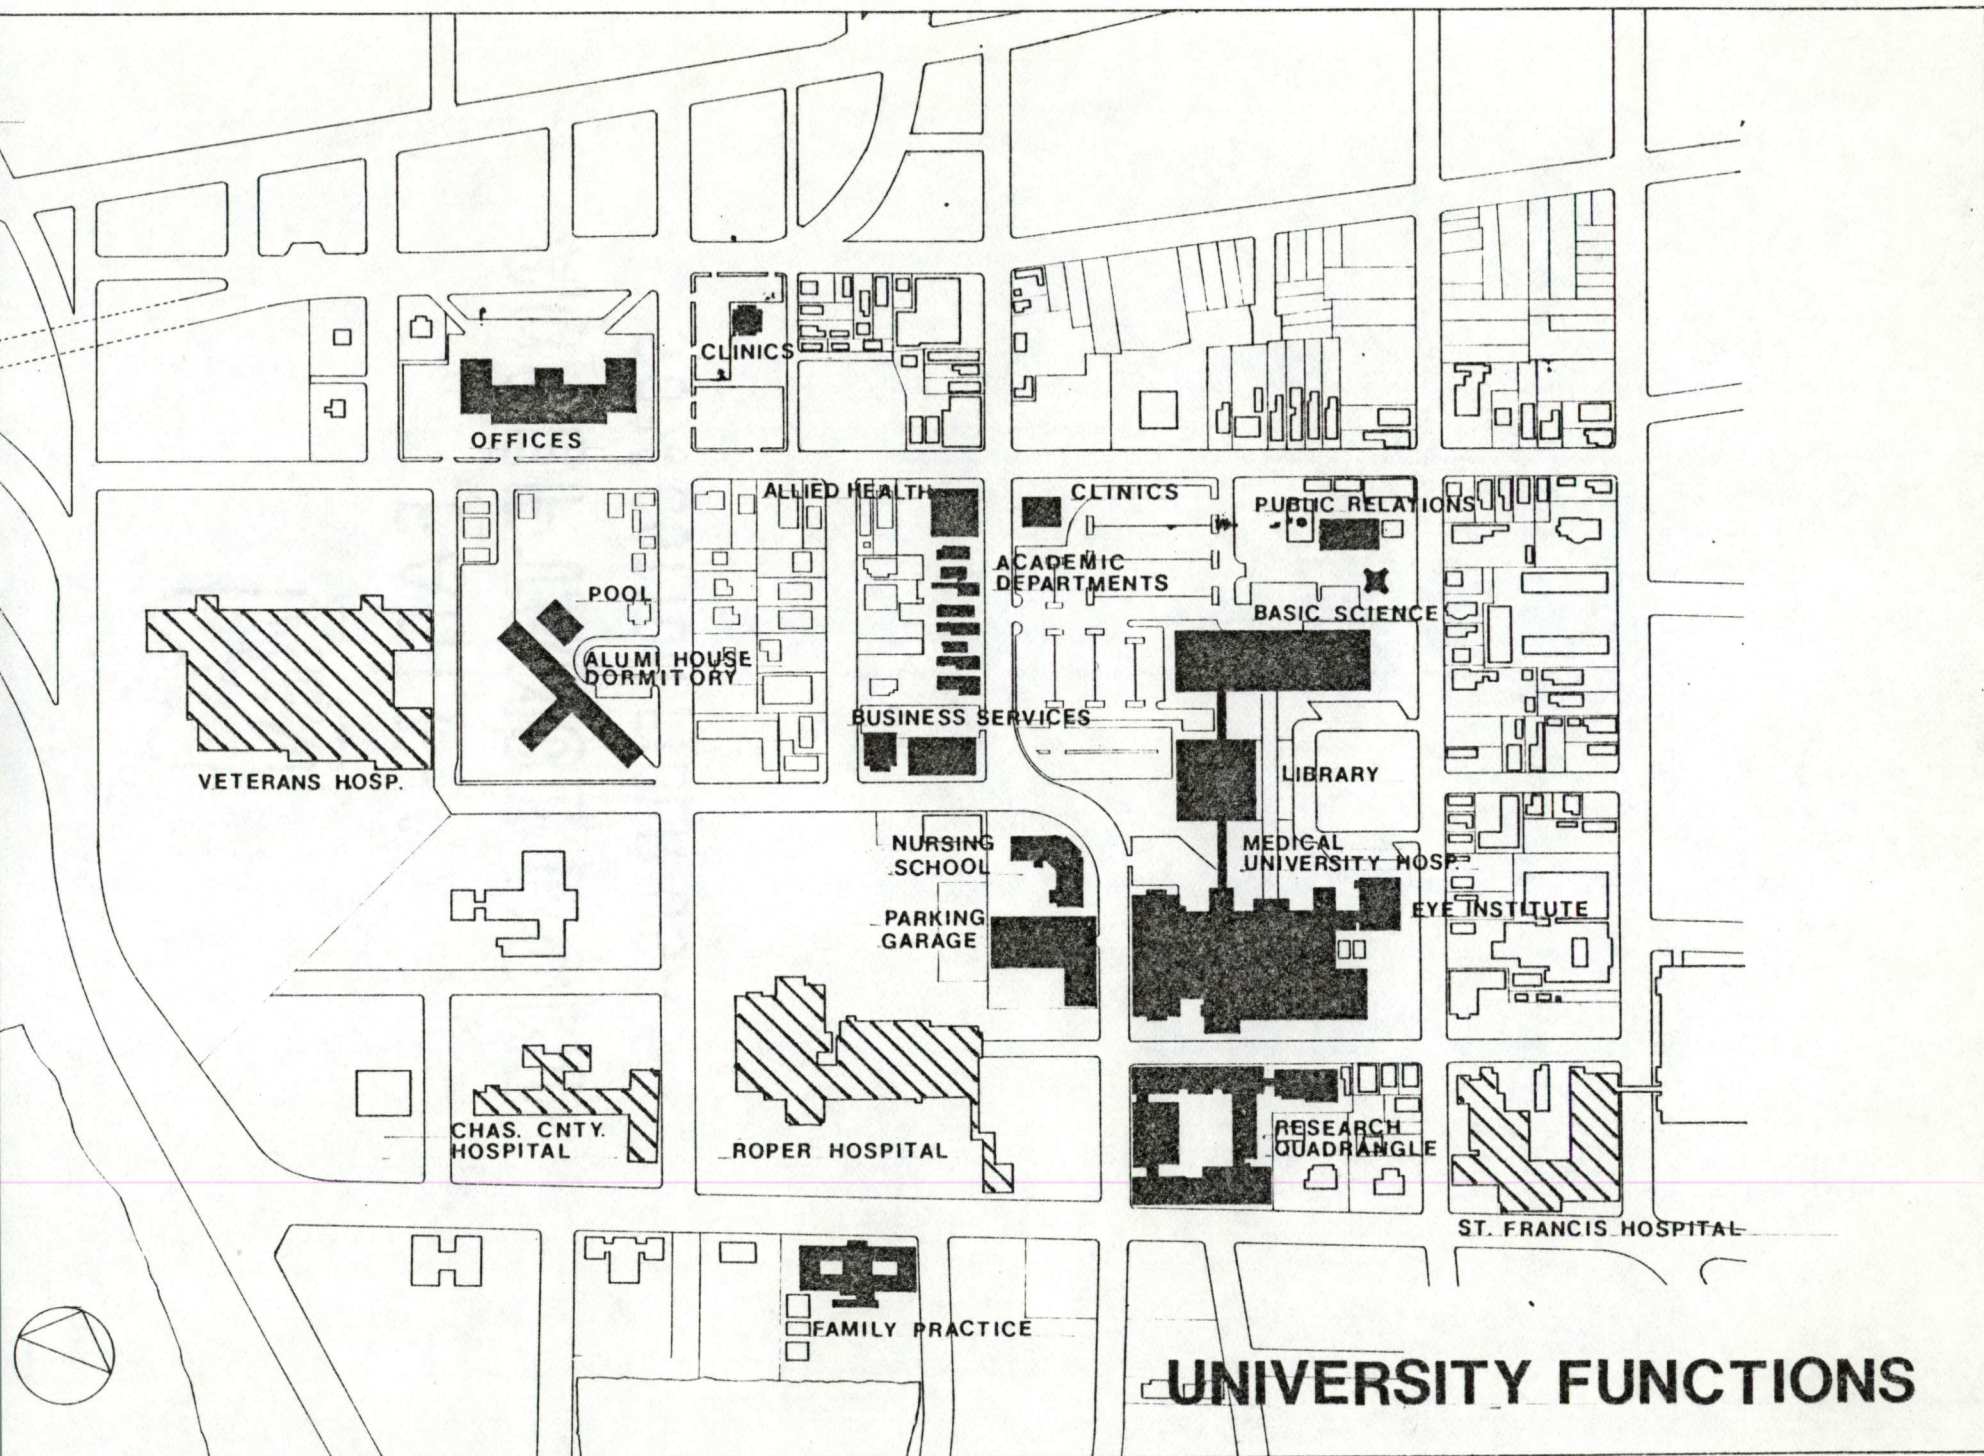 CLINICS
OFFICES
ALLIED HEALTH
CLINICS
PUBLIC RELATIONS
ACADEMIC
DEPARTMENTS
POOL
BASIC SCIENCE
ALUMI HOUSE
DORMITORY
BUSINESS SERVICES
VETERANS HOSP.
LIBRARY
NURSING
SCHOOL
MEDICAL
UNIVERSITY HOSP.
EYE INSTITUTE
PARKING
GARAGE
CHAS. CNTY.
HOSPITAL
ROPER HOSPITAL
RESEARCH
QUADRANGLE
ST. FRANCIS HOSPITAL
FAMILY PRACTICE
UNIVERSITY FUNCTIONS